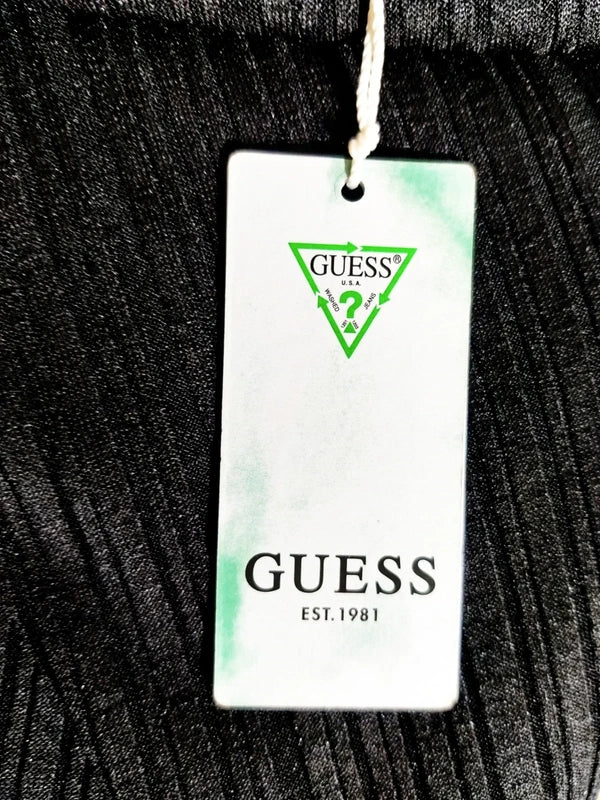 GUESS®
U.S.A.
WASHED
?
JEANS
GUESS
EST. 1981